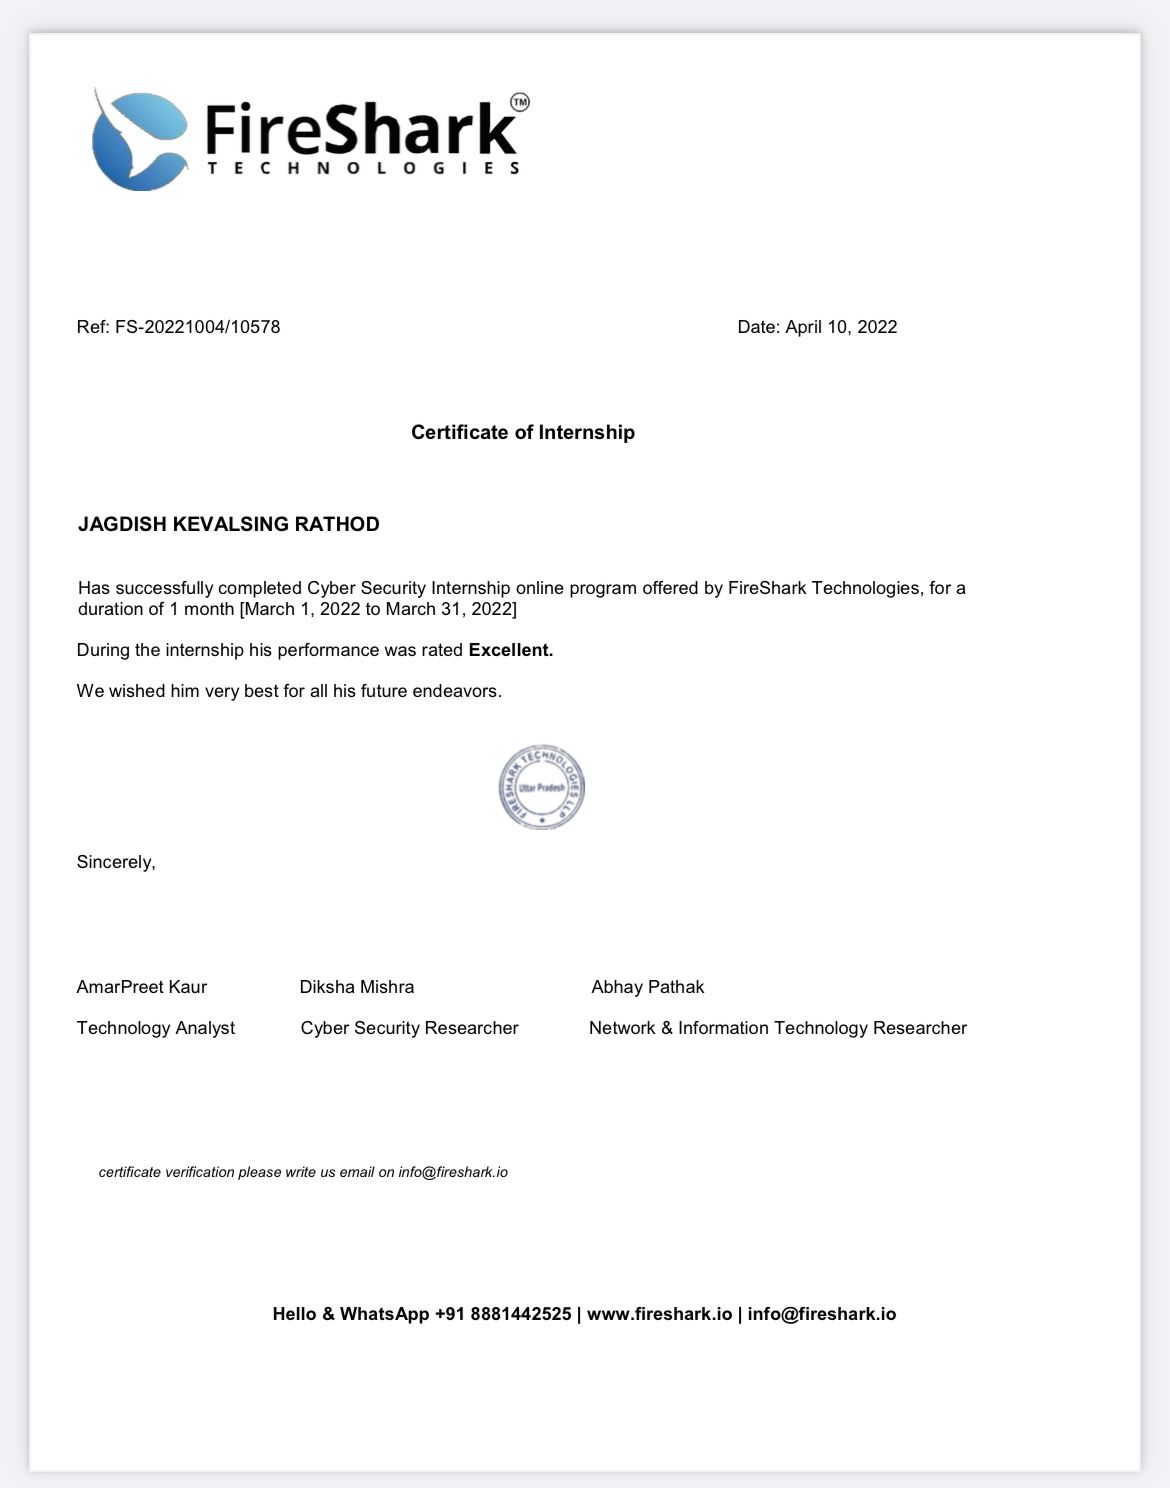 FireShark TM
TECHNOLOGIES
Ref: FS-20221004/10578 Date: April 10, 2022
Certificate of Internship
JAGDISH KEVALSING RATHOD
Has successfully completed Cyber Security Internship online program offered by FireShark Technologies, for a
duration of 1 month [March 1, 2022 to March 31, 2022]
During the internship his performance was rated Excellent.
We wished him very best for all his future endeavors.
FIRESHARK TECHNOLOGIES LLP
Uttar Pradesh
Sincerely,
AmarPreet Kaur Diksha Mishra Abhay Pathak
Technology Analyst Cyber Security Researcher Network & Information Technology Researcher
certificate verification please write us email on info@fireshark.io
Hello & WhatsApp +91 8881442525 | www.fireshark.io | info@fireshark.io